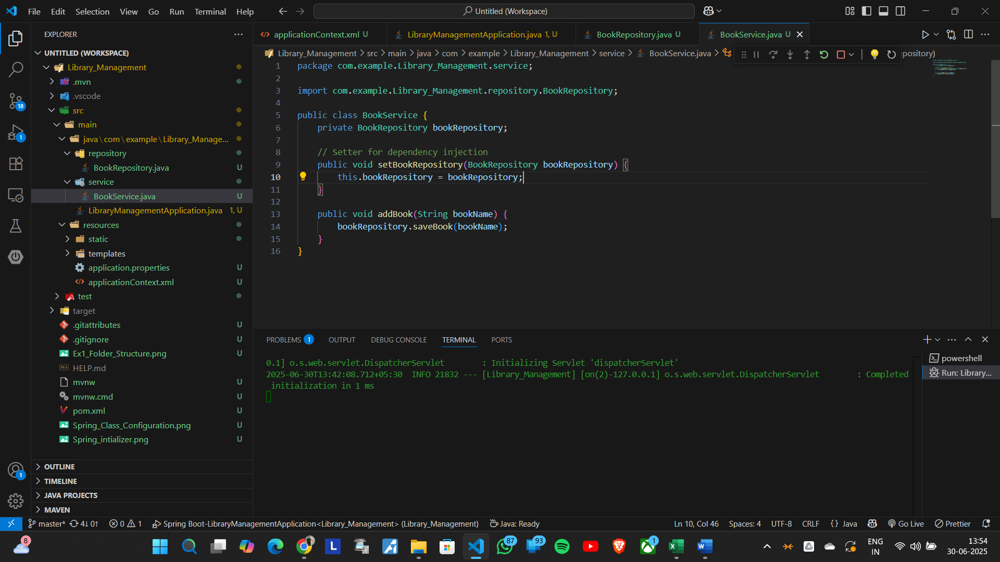 File Edit Selection View Go Run Terminal Help
Untitled (Workspace)
EXPLORER
UNTITLED (WORKSPACE)
Library_Management
.mvn
.vscode
src
main
java\com\example\Library_Manage...
repository
BookRepository.java U
service
BookService.java U
LibraryManagementApplication.java 1, U
resources
static
templates
application.properties U
applicationContext.xml U
test
target
.gitattributes U
.gitignore U
Ex1_Folder_Structure.png U
HELP.md
mvnw U
mvnw.cmd U
pom.xml U
Spring_Class_Configuration.png U
Spring_intializer.png U
OUTLINE
TIMELINE
JAVA PROJECTS
MAVEN
18
1
1
applicationContext.xml U LibraryManagementApplication.java 1, U BookRepository.java U BookService.java U
Library_Management > src > main > java > com > example > Library_Management > service > BookService.java > pository)
1 package com.example.Library_Management.service;
2
3 import com.example.Library_Management.repository.BookRepository;
4
5 public class BookService {
6 private BookRepository bookRepository;
7
8 // Setter for dependency injection
9 public void setBookRepository(BookRepository bookRepository) {
10 this.bookRepository = bookRepository;
11 }
12
13 public void addBook(String bookName) {
14 bookRepository.saveBook(bookName);
15 }
16 }
PROBLEMS 1 OUTPUT DEBUG CONSOLE TERMINAL PORTS
0.1] o.s.web.servlet.DispatcherServlet : Initializing Servlet 'dispatcherServlet'
2025-06-30T13:42:08.712+05:30 INFO 21832 --- [Library_Management] [on(2)-127.0.0.1] o.s.web.servlet.DispatcherServlet : Completed
initialization in 1 ms
powershell
Run: Library...
master* 4↓ 0↑ 0 1 Spring Boot-LibraryManagementApplication<Library_Management> (Library_Management) Java: Ready Ln 10, Col 46 Spaces: 4 UTF-8 CRLF {} Java Go Live Prettier
8
L
87
93
1
ENG
IN
13:54
30-06-2025